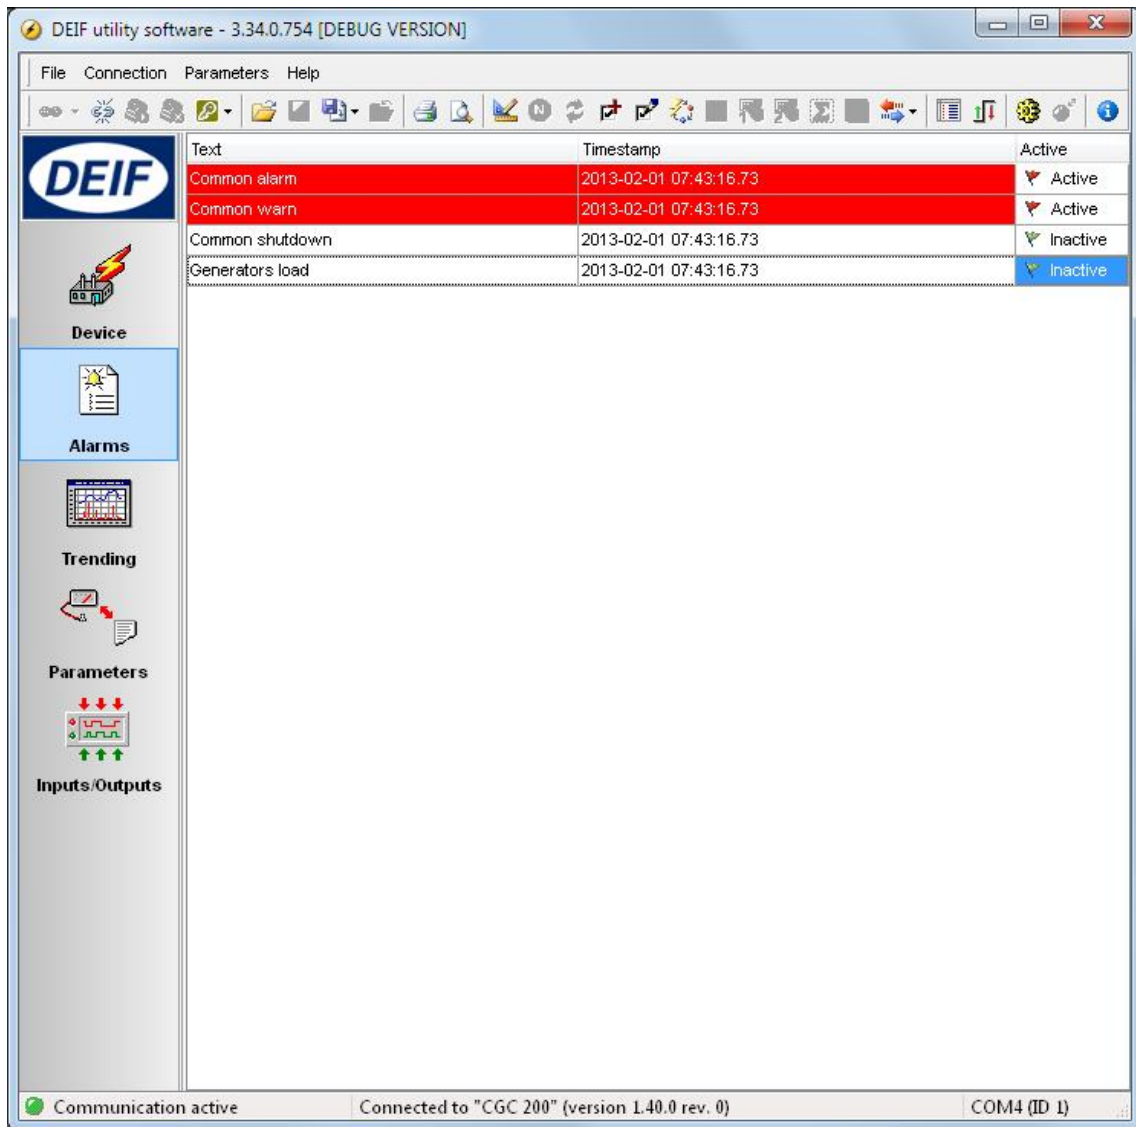 DEIF utility software - 3.34.0.754 [DEBUG VERSION]
File Connection Parameters Help
DEIF
Text Timestamp Active
Common alarm 2013-02-01 07:43:16.73 Active
Common warn 2013-02-01 07:43:16.73 Active
Common shutdown 2013-02-01 07:43:16.73 Inactive
Generators load 2013-02-01 07:43:16.73 Inactive
Device
Alarms
Trending
Parameters
Inputs/Outputs
Communication active Connected to "CGC 200" (version 1.40.0 rev. 0) COM4 (ID 1)